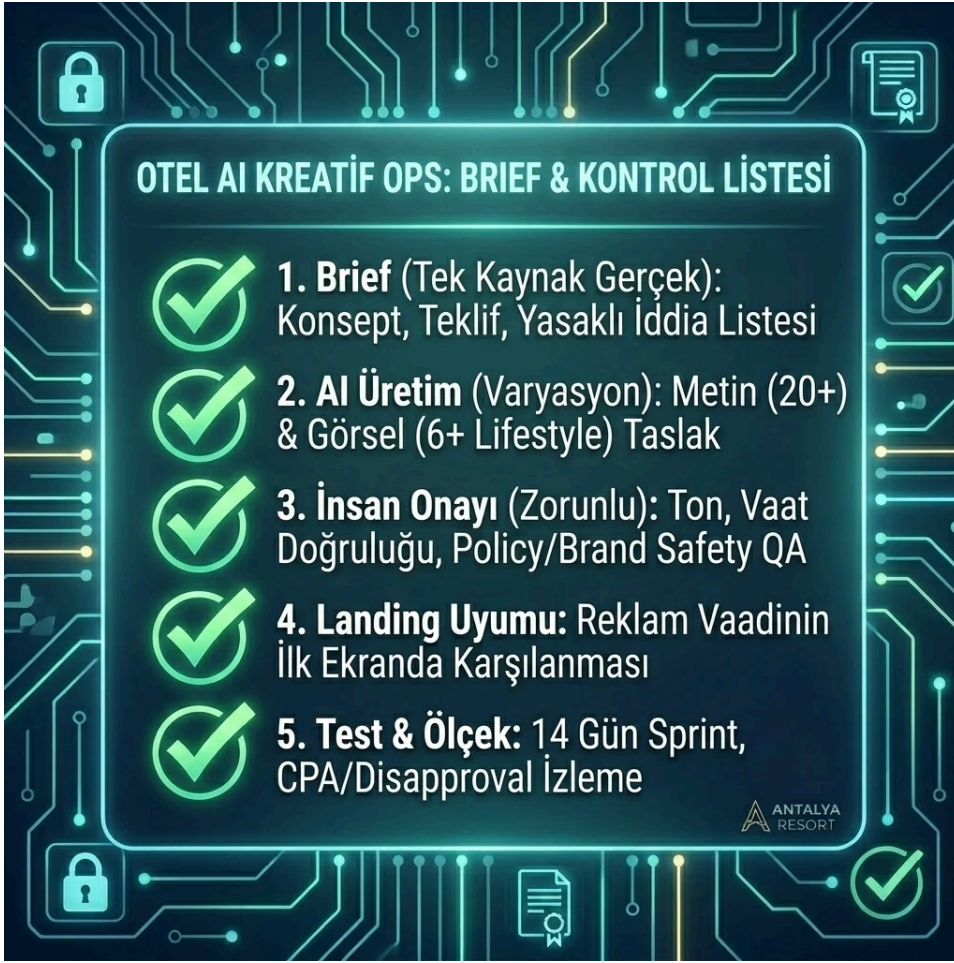 OTEL AI KREATİF OPS: BRIEF & KONTROL LİSTESİ
1. Brief (Tek Kaynak Gerçek):
Konsept, Teklif, Yasaklı İddia Listesi
2. AI Üretim (Varyasyon): Metin (20+)
& Görsel (6+ Lifestyle) Taslak
3. İnsan Onayı (Zorunlu): Ton, Vaat
Doğruluğu, Policy/Brand Safety QA
4. Landing Uyumu: Reklam Vaadinin
İlk Ekranda Karşılanması
5. Test & Ölçek: 14 Gün Sprint,
CPA/Disapproval İzleme
ANTALYA
RESORT